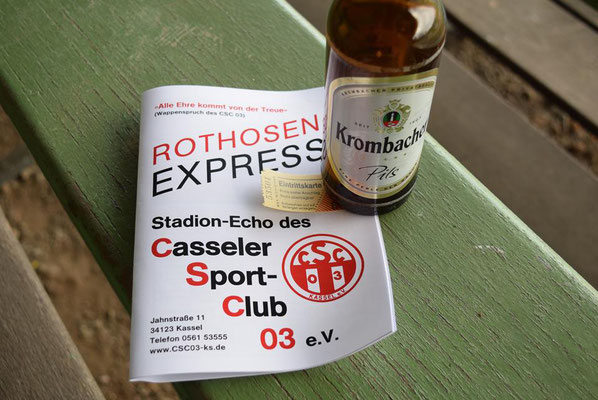 »Alle Ehre kommt von der Treue«
(Wappenspruch des CSC 03)
ROTHOSEN
EXPRESS
Eintrittskarte
Stadion-Echo des
Casseler
Sport-
Club
03 e.V.
Jahnstraße 11
34123 Kassel
Telefon 0561 53555
www.CSC03-ks.de
CSC
03
KASSEL e.V.
SEIT
Krombacher
Pils